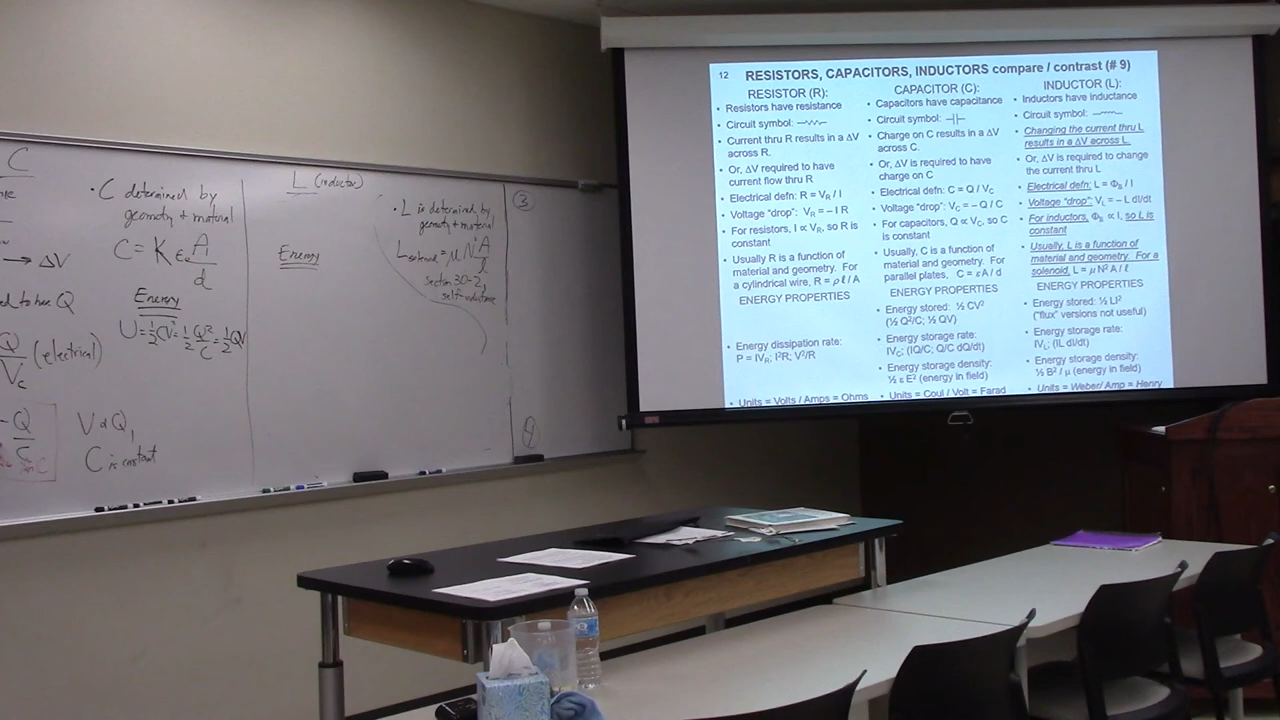 C
→ ΔV
Q
(electrical)
V_C
-Q
C
V α Q,
C is constant
• C determined by
geometry + material
C = K ε₀ A
d
Energy
U = ½CV² = ½ Q²/C = ½QV
L (inductor)
Energy
• L is determined by
geometry + material
L = μ N² A
ℓ
section 30-2,
self-inductance
③
12 RESISTORS, CAPACITORS, INDUCTORS compare / contrast (# 9)
RESISTOR (R):
• Resistors have resistance
• Circuit symbol:
• Current thru R results in a ΔV
across R.
• Or, ΔV required to have
current flow thru R
• Electrical defn: R = V_R / I
• Voltage "drop": V_R = – I R
• For resistors, I ∝ V_R, so R is
constant
• Usually R is a function of
material and geometry. For
a cylindrical wire, R = ρ ℓ / A
ENERGY PROPERTIES
• Energy dissipation rate:
P = IV_R; I²R; V²/R
• Units = Volts / Amps = Ohms
CAPACITOR (C):
• Capacitors have capacitance
• Circuit symbol:
• Charge on C results in a ΔV
across C.
• Or, ΔV is required to have
charge on C
• Electrical defn: C = Q / V_C
• Voltage "drop": V_C = – Q / C
• For capacitors, Q ∝ V_C, so C
is constant
• Usually, C is a function of
material and geometry. For
parallel plates, C = εA / d
ENERGY PROPERTIES
• Energy stored: ½ CV²
(½ Q²/C; ½ QV)
• Energy storage rate:
IV_C; (IQ/C; Q/C dQ/dt)
• Energy storage density:
½ ε E² (energy in field)
• Units = Coul / Volt = Farad
INDUCTOR (L):
• Inductors have inductance
• Circuit symbol:
• Changing the current thru L
results in a ΔV across L.
• Or, ΔV is required to change
the current thru L
• Electrical defn: L = Φ_B / I
• Voltage "drop": V_L = – L dI/dt
• For inductors, Φ_B ∝ I, so L is
constant
• Usually, L is a function of
material and geometry. For a
solenoid, L = μ N² A / ℓ
ENERGY PROPERTIES
• Energy stored: ½ LI²
("flux" versions not useful)
• Energy storage rate:
IV_L; (IL dI/dt)
• Energy storage density:
½ B² / μ (energy in field)
• Units = Weber/ Amp = Henry